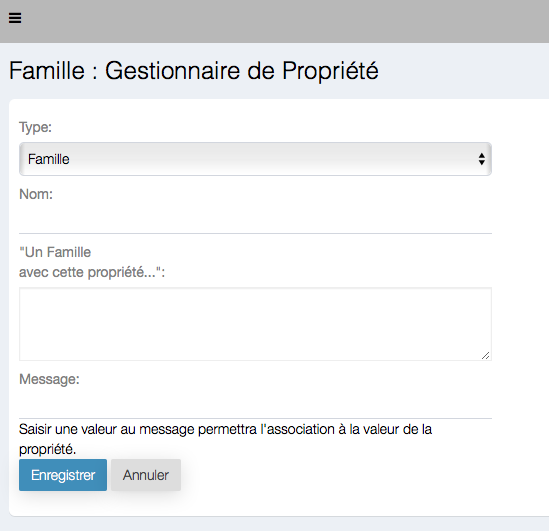 Famille : Gestionnaire de Propriété
Type:
Famille
Nom:
"Un Famille
avec cette propriété...":
Message:
Saisir une valeur au message permettra l'association à la valeur de la
propriété.
Enregistrer Annuler